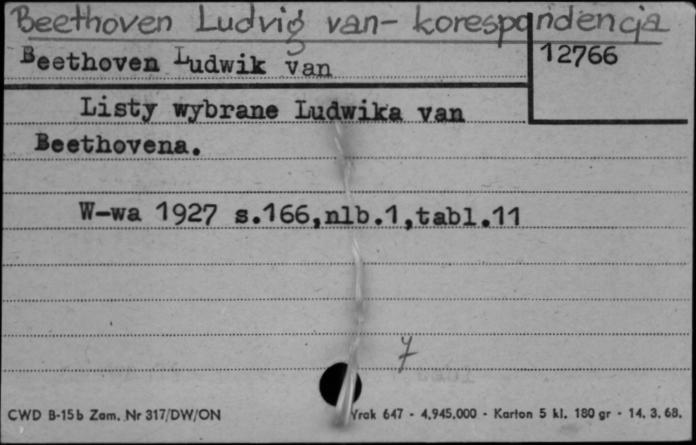 Beethoven Ludvig van- korespondencja
Beethoven Ludwik van
12766
Listy wybrane Ludwika van
Beethovena.
W-wa 1927 s.166,nlb.1,tabl.11
7
CWD B-15b Zam. Nr 317/DW/ON
647 - 4,945,000 - Karton 5 kl. 180 gr - 14. 3. 68.